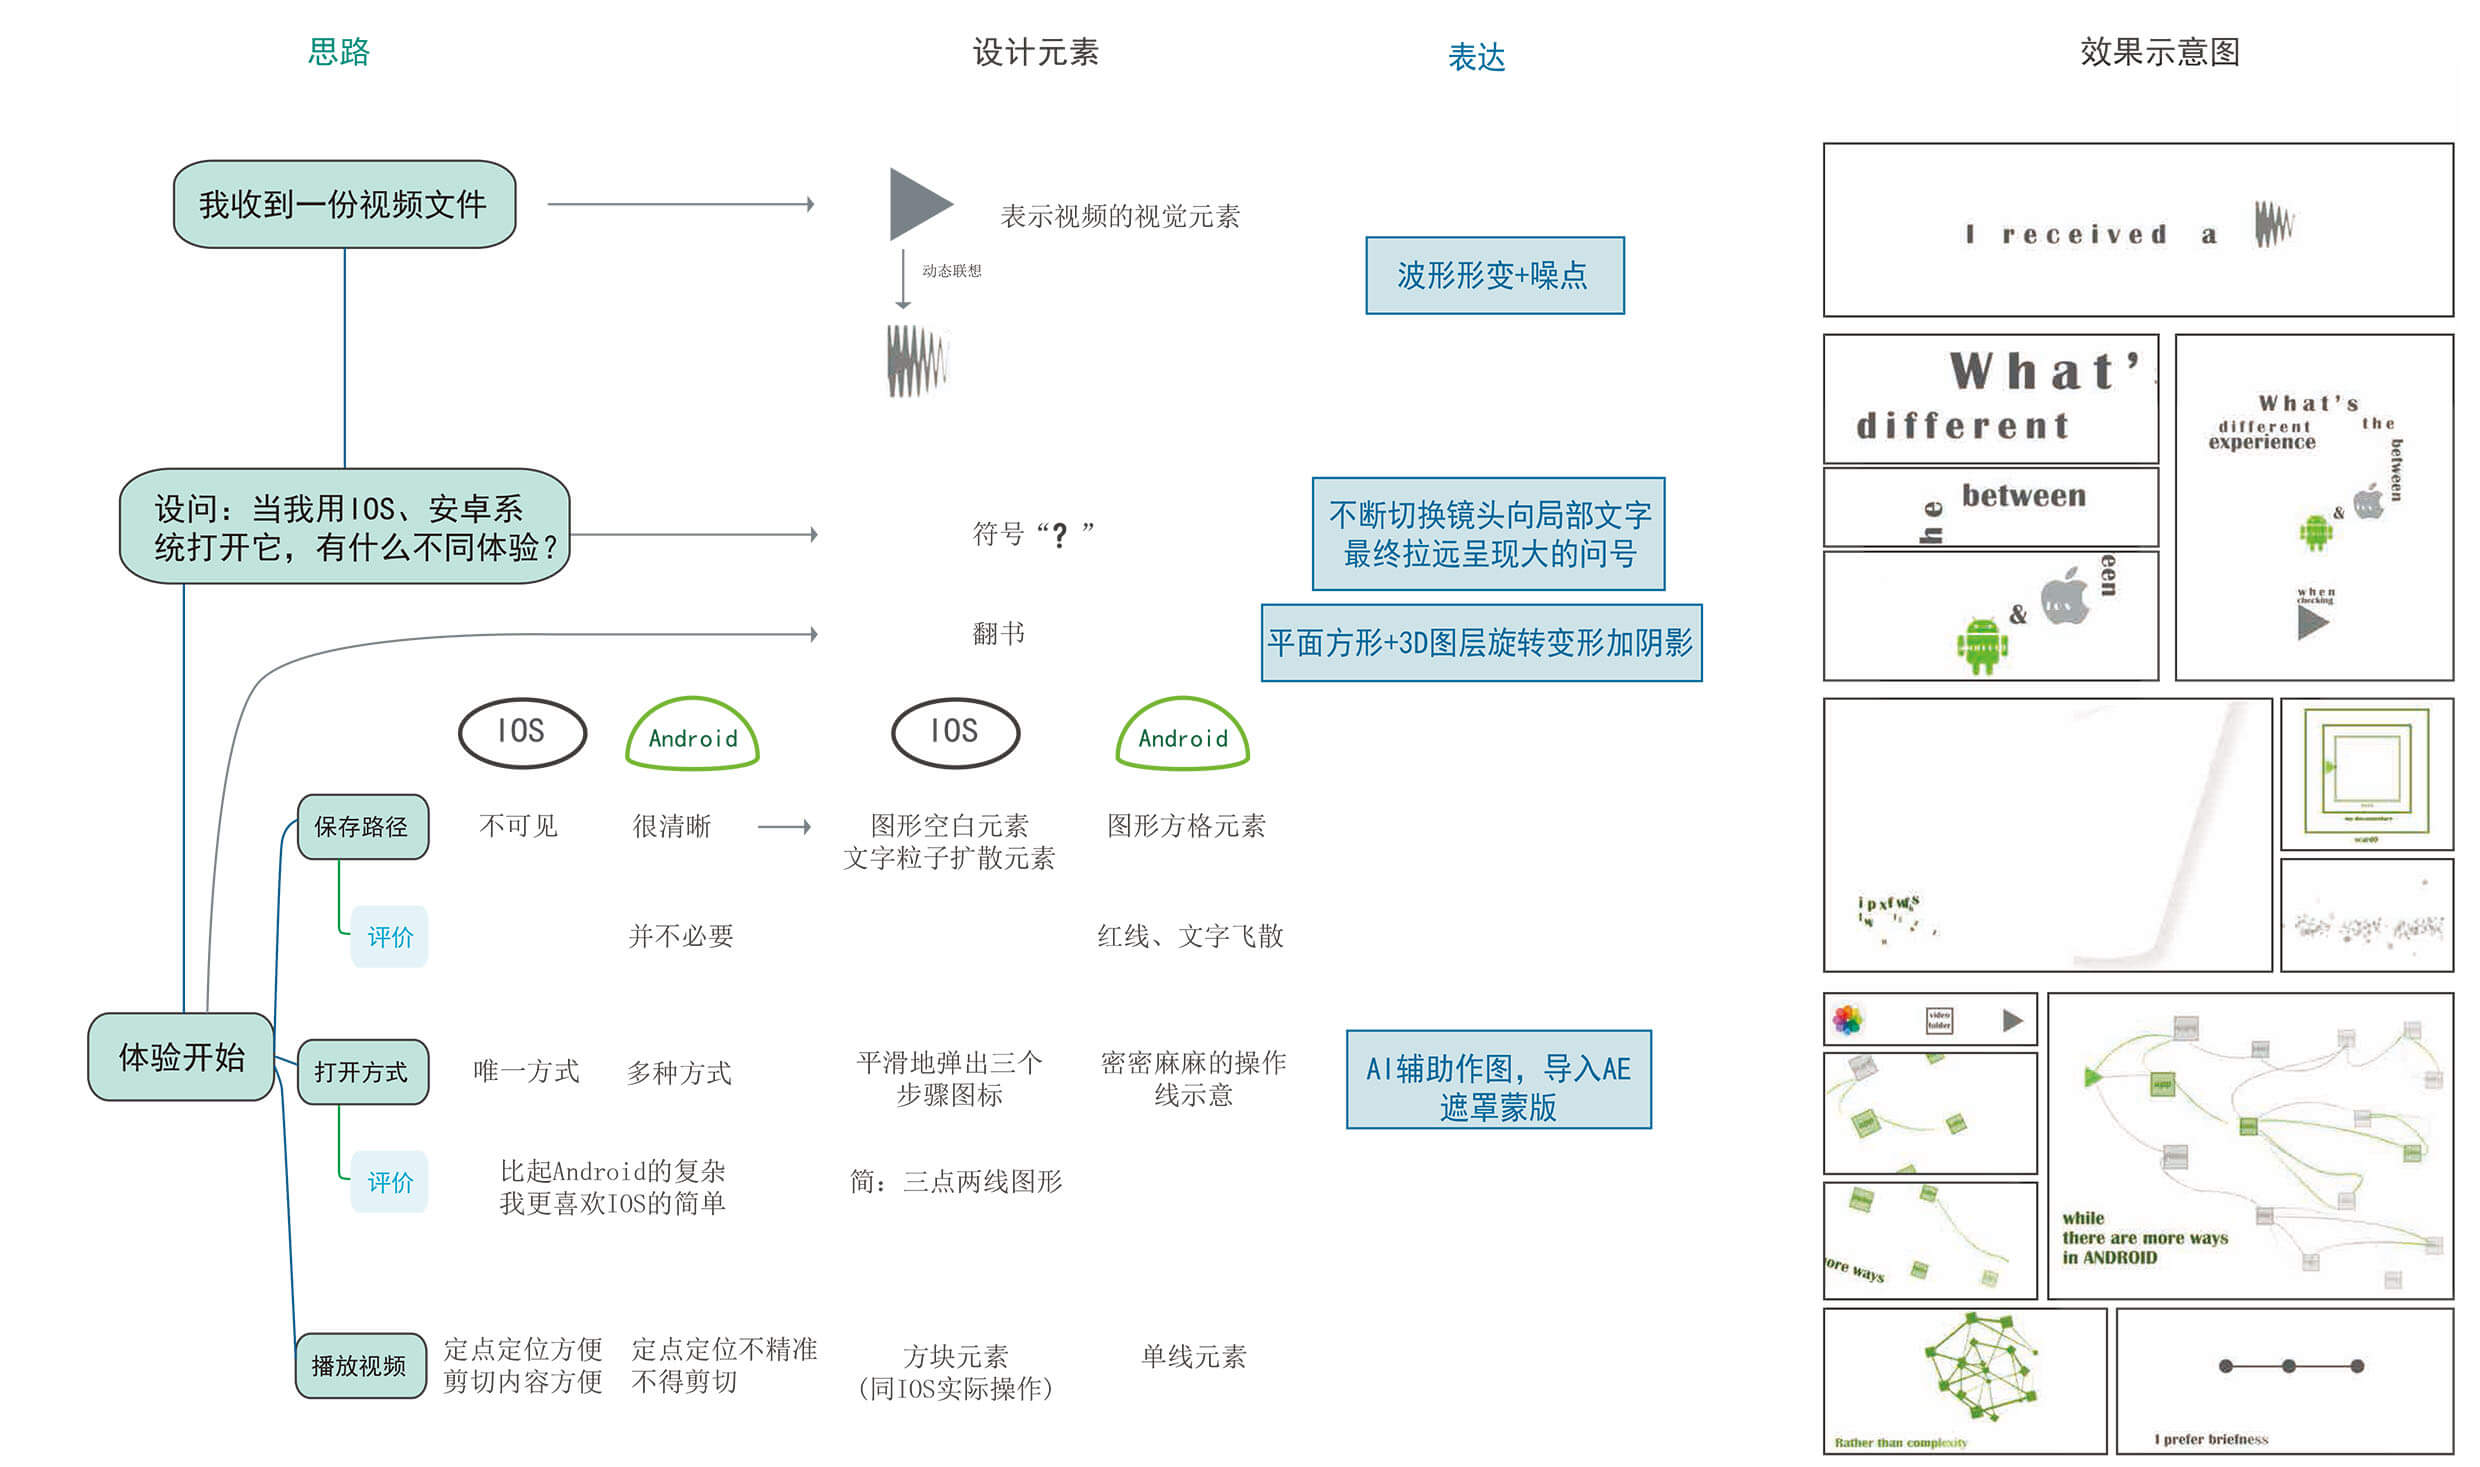 思路
设计元素
表达
效果示意图
我收到一份视频文件
表示视频的视觉元素
动态联想
波形形变+噪点
I received a
设问：当我用IOS、安卓系
统打开它，有什么不同体验？
符号“？”
不断切换镜头向局部文字
最终拉远呈现大的问号
翻书
平面方形+3D图层旋转变形加阴影
What’s
different
he
between
&
ios
een
What’s
different
the
experience
between
&
when
checking
IOS
Android
IOS
Android
保存路径
不可见
很清晰
图形空白元素
文字粒子扩散元素
图形方格元素
评价
并不必要
红线、文字飞散
my documentary
体验开始
打开方式
唯一方式
多种方式
平滑地弹出三个
步骤图标
密密麻麻的操作
线示意
AI辅助作图，导入AE
遮罩蒙版
评价
比起Android的复杂
我更喜欢IOS的简单
简：三点两线图形
video
folder
app
app
while
there are more ways
in ANDROID
ore ways
播放视频
定点定位方便
剪切内容方便
定点定位不精准
不得剪切
方块元素
（同IOS实际操作）
单线元素
Rather than complexity
I prefer briefness